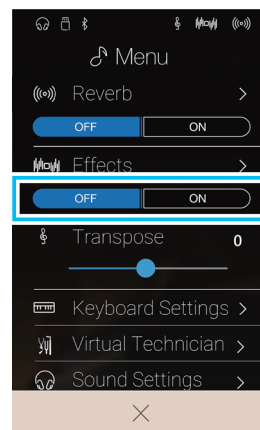 Menu
Reverb
OFF ON
Effects
OFF ON
Transpose 0
Keyboard Settings
Virtual Technician
Sound Settings